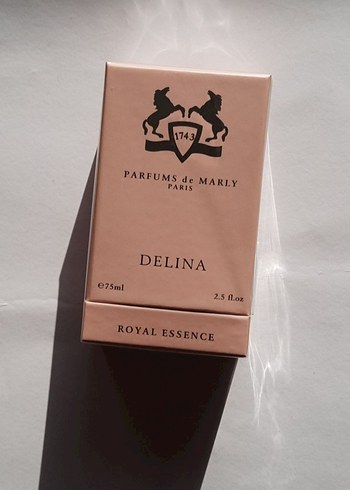 1743
PARFUMS de MARLY
PARIS
DELINA
℮75ml
2.5 fl.oz
ROYAL ESSENCE